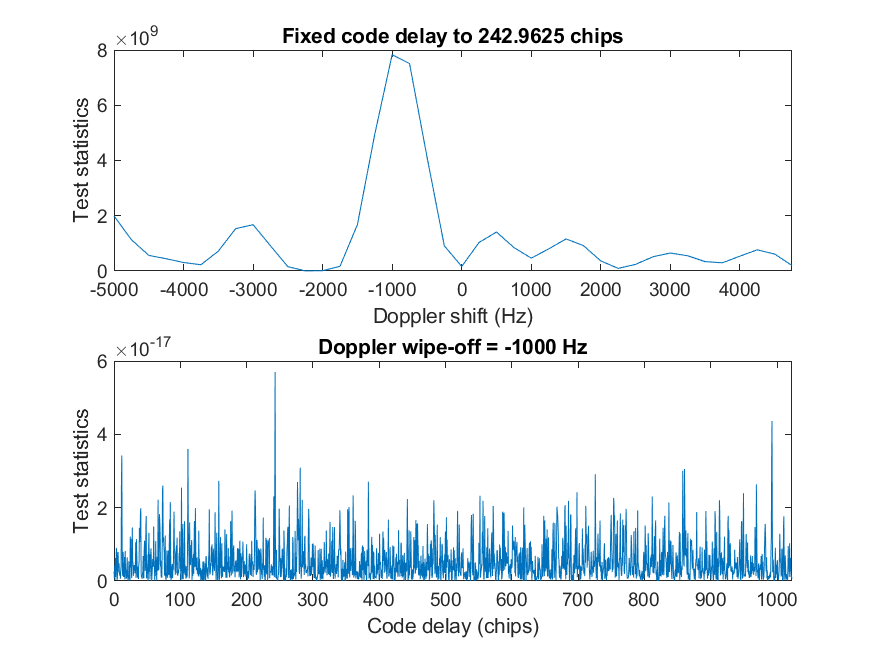 Fixed code delay to 242.9625 chips
×10^9
8
6
4
2
0
Test statistics
-5000 -4000 -3000 -2000 -1000 0 1000 2000 3000 4000
Doppler shift (Hz)
Doppler wipe-off = -1000 Hz
×10^-17
6
4
2
0
Test statistics
0 100 200 300 400 500 600 700 800 900 1000
Code delay (chips)